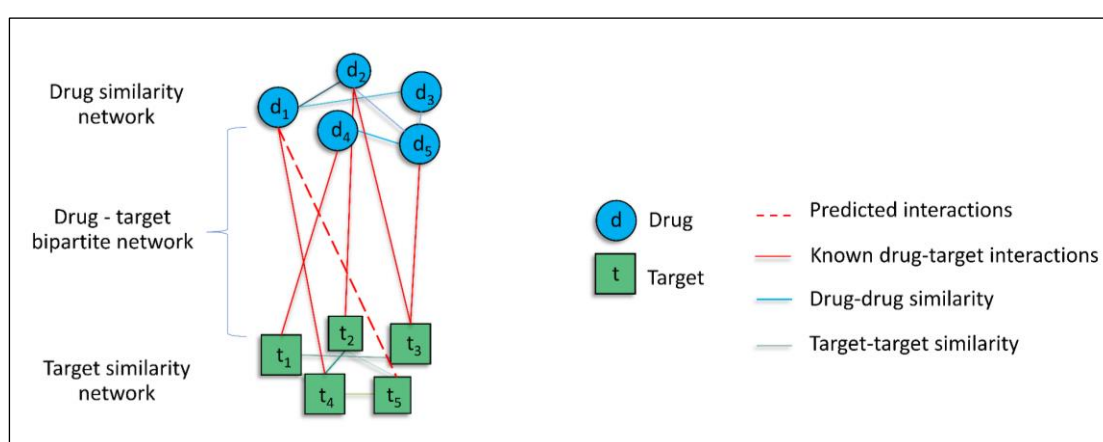 Drug similarity
network
d₂
d₃
d₁
d₄
d₅
Drug - target
bipartite network
d Drug
t Target
Predicted interactions
Known drug-target interactions
Drug-drug similarity
Target-target similarity
t₂
t₁
t₃
Target similarity
network
t₄
t₅